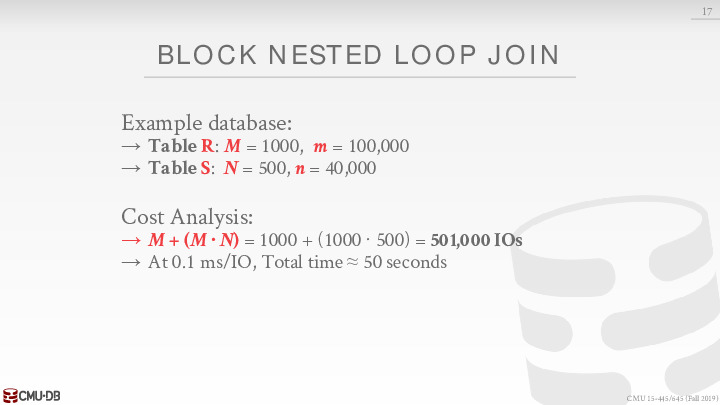 17
BLOCK NESTED LOOP JOIN
Example database:
→ Table R: M = 1000, m = 100,000
→ Table S: N = 500, n = 40,000
Cost Analysis:
→ M + (M · N) = 1000 + (1000 · 500) = 501,000 IOs
→ At 0.1 ms/IO, Total time ≈ 50 seconds
CMU·DB
CMU 15-445/645 (Fall 2019)